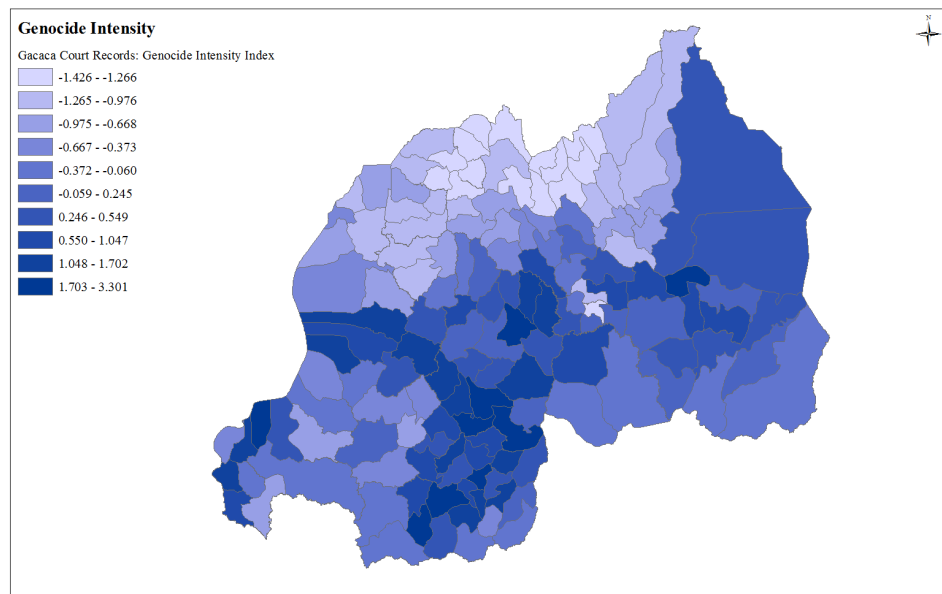 Genocide Intensity
Gacaca Court Records: Genocide Intensity Index
-1.426 - -1.266
-1.265 - -0.976
-0.975 - -0.668
-0.667 - -0.373
-0.372 - -0.060
-0.059 - 0.245
0.246 - 0.549
0.550 - 1.047
1.048 - 1.702
1.703 - 3.301
N